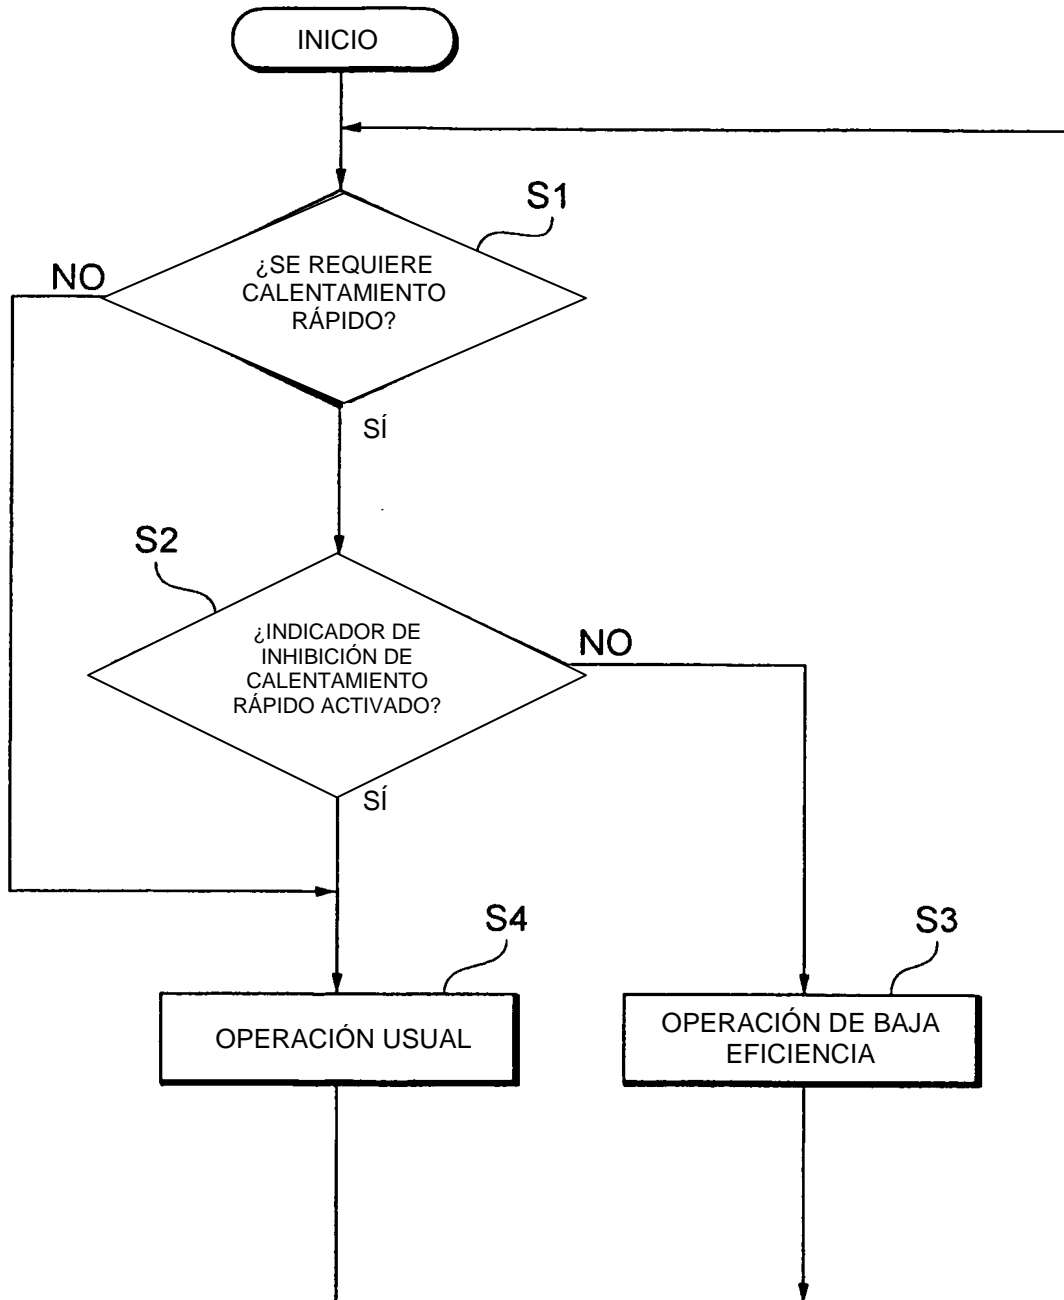 INICIO
S1
¿SE REQUIERE
CALENTAMIENTO
RÁPIDO?
NO
SÍ
S2
¿INDICADOR DE
INHIBICIÓN DE
CALENTAMIENTO
RÁPIDO ACTIVADO?
NO
SÍ
S4
S3
OPERACIÓN USUAL
OPERACIÓN DE BAJA
EFICIENCIA